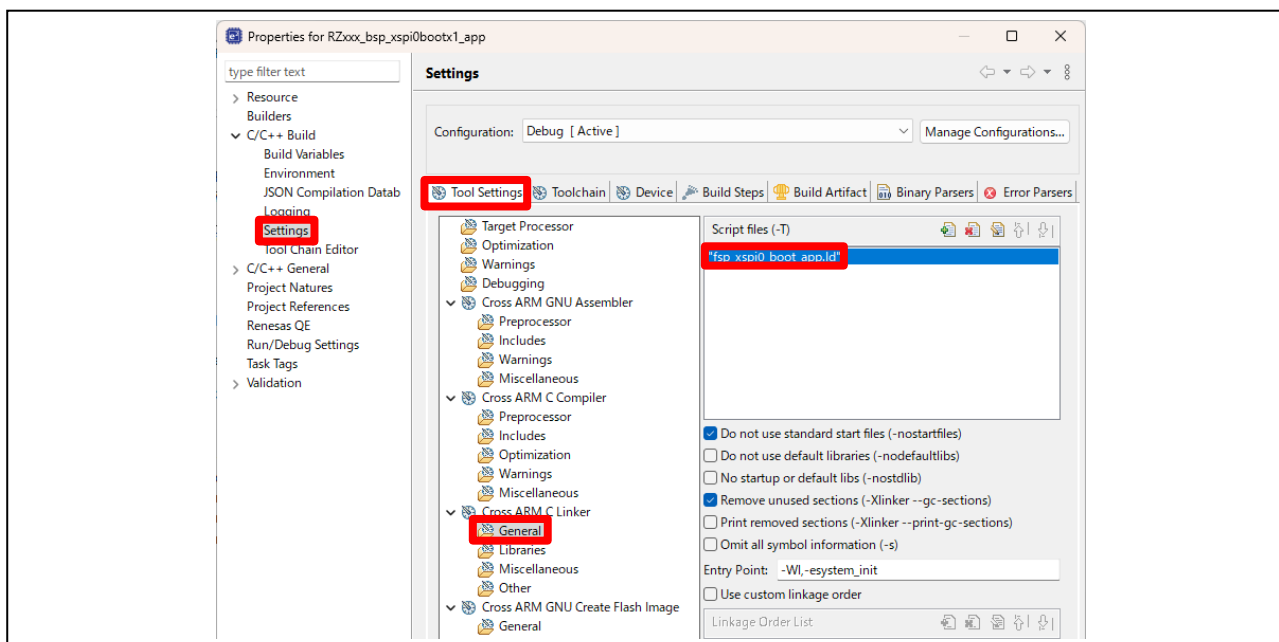 Properties for RZxxx_bsp_xspi0bootx1_app
type filter text
Settings
Resource
Builders
C/C++ Build
Build Variables
Environment
JSON Compilation Datab
Logging
Settings
Tool Chain Editor
C/C++ General
Project Natures
Project References
Renesas QE
Run/Debug Settings
Task Tags
Validation
Configuration: Debug [ Active ]
Manage Configurations...
Tool Settings Toolchain Device Build Steps Build Artifact Binary Parsers Error Parsers
Target Processor
Optimization
Warnings
Debugging
Cross ARM GNU Assembler
Preprocessor
Includes
Warnings
Miscellaneous
Cross ARM C Compiler
Preprocessor
Includes
Optimization
Warnings
Miscellaneous
Cross ARM C Linker
General
Libraries
Miscellaneous
Other
Cross ARM GNU Create Flash Image
General
Script files (-T)
"fsp_xspi0_boot_app.ld"
Do not use standard start files (-nostartfiles)
Do not use default libraries (-nodefaultlibs)
No startup or default libs (-nostdlib)
Remove unused sections (-Xlinker --gc-sections)
Print removed sections (-Xlinker --print-gc-sections)
Omit all symbol information (-s)
Entry Point: -Wl,-esystem_init
Use custom linkage order
Linkage Order List